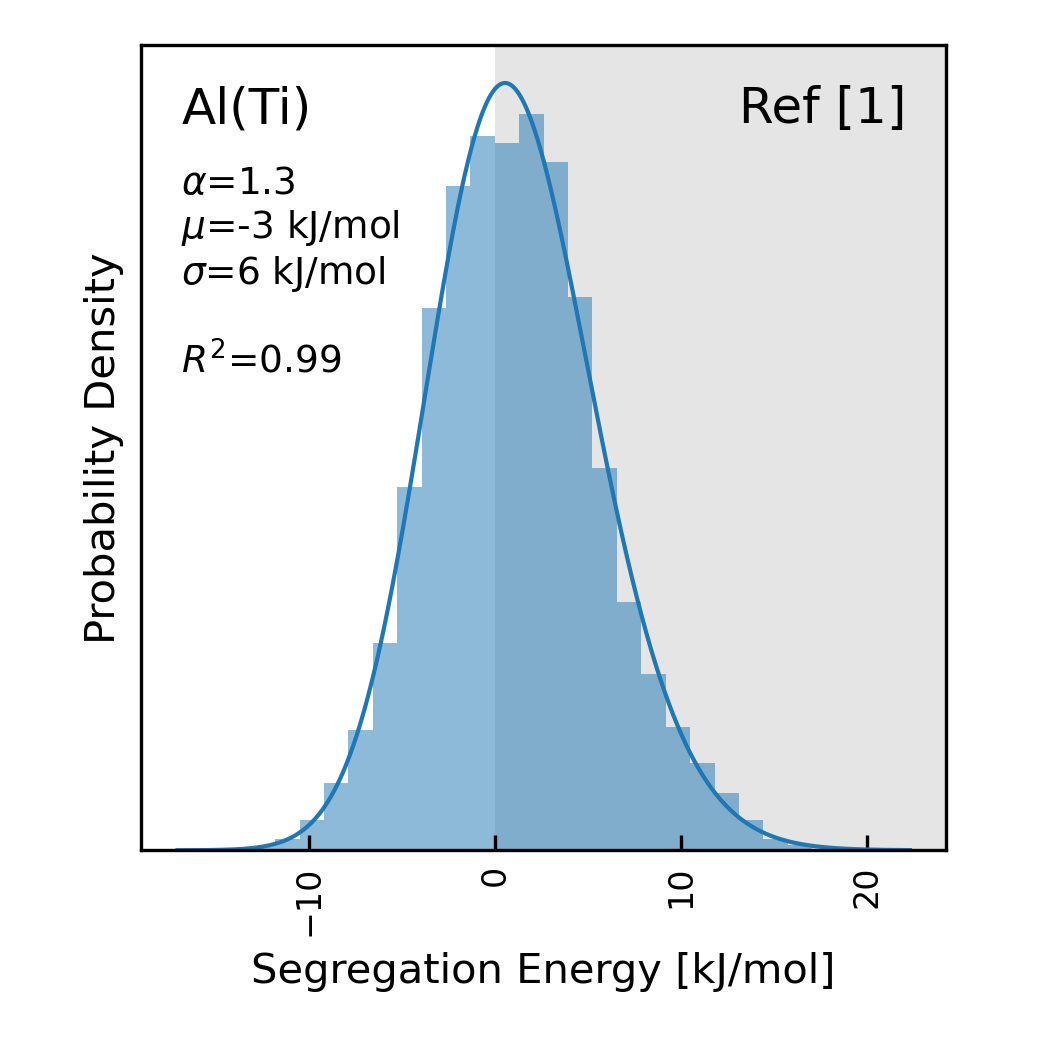 Al(Ti)
Ref [1]
α=1.3
μ=-3 kJ/mol
σ=6 kJ/mol
R²=0.99
Probability Density
−10
0
10
20
Segregation Energy [kJ/mol]